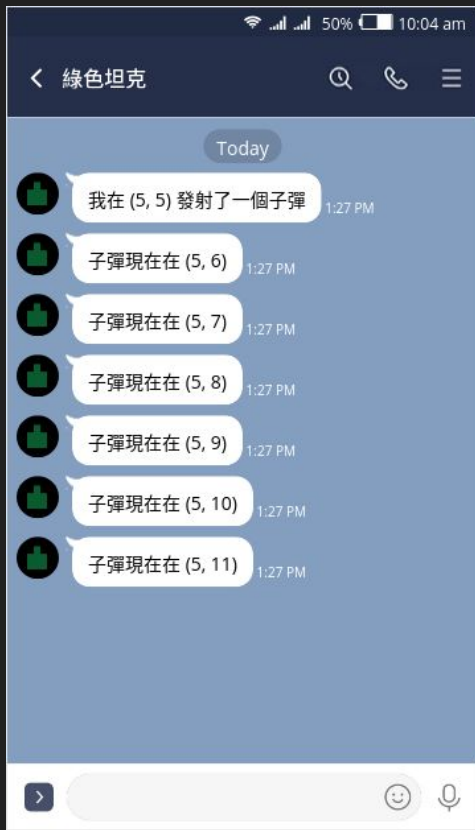 50% 10:04 am
綠色坦克
Today
我在 (5, 5) 發射了一個子彈 1:27 PM
子彈現在在 (5, 6) 1:27 PM
子彈現在在 (5, 7) 1:27 PM
子彈現在在 (5, 8) 1:27 PM
子彈現在在 (5, 9) 1:27 PM
子彈現在在 (5, 10) 1:27 PM
子彈現在在 (5, 11) 1:27 PM